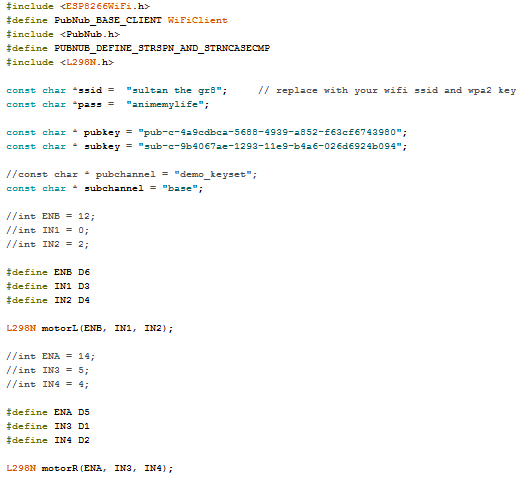 #include <ESP8266WiFi.h>
#define PubNub_BASE_CLIENT WiFiClient
#include <PubNub.h>
#define PUBNUB_DEFINE_STRSPN_AND_STRNCASECMP
#include <L298N.h>
const char *ssid =  "sultan the gr8";     // replace with your wifi ssid and wpa2 key
const char *pass =  "animemylife";
const char * pubkey = "pub-c-4a9cdbca-5688-4939-a852-f63cf6743980";
const char * subkey = "sub-c-9b4067ae-1293-11e9-b4a6-026d6924b094";
//const char * pubchannel = "demo_keyset";
const char * subchannel = "base";
//int ENB = 12;
//int IN1 = 0;
//int IN2 = 2;
#define ENB D6
#define IN1 D3
#define IN2 D4
L298N motorL(ENB, IN1, IN2);
//int ENA = 14;
//int IN3 = 5;
//int IN4 = 4;
#define ENA D5
#define IN3 D1
#define IN4 D2
L298N motorR(ENA, IN3, IN4);